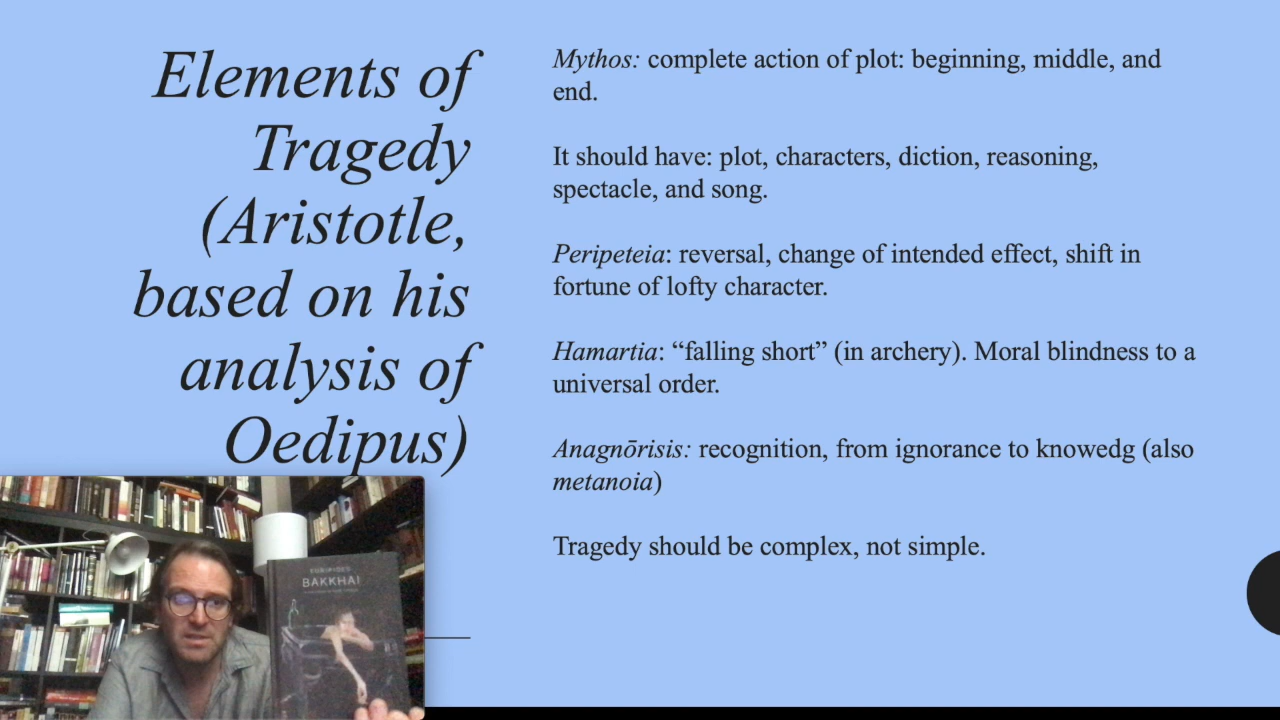 Elements of
Tragedy
(Aristotle,
based on his
analysis of
Oedipus)
Mythos: complete action of plot: beginning, middle, and
end.
It should have: plot, characters, diction, reasoning,
spectacle, and song.
Peripeteia: reversal, change of intended effect, shift in
fortune of lofty character.
Hamartia: “falling short” (in archery). Moral blindness to a
universal order.
Anagnōrisis: recognition, from ignorance to knowedg (also
metanoia)
Tragedy should be complex, not simple.
EURIPIDES
BAKKHAI